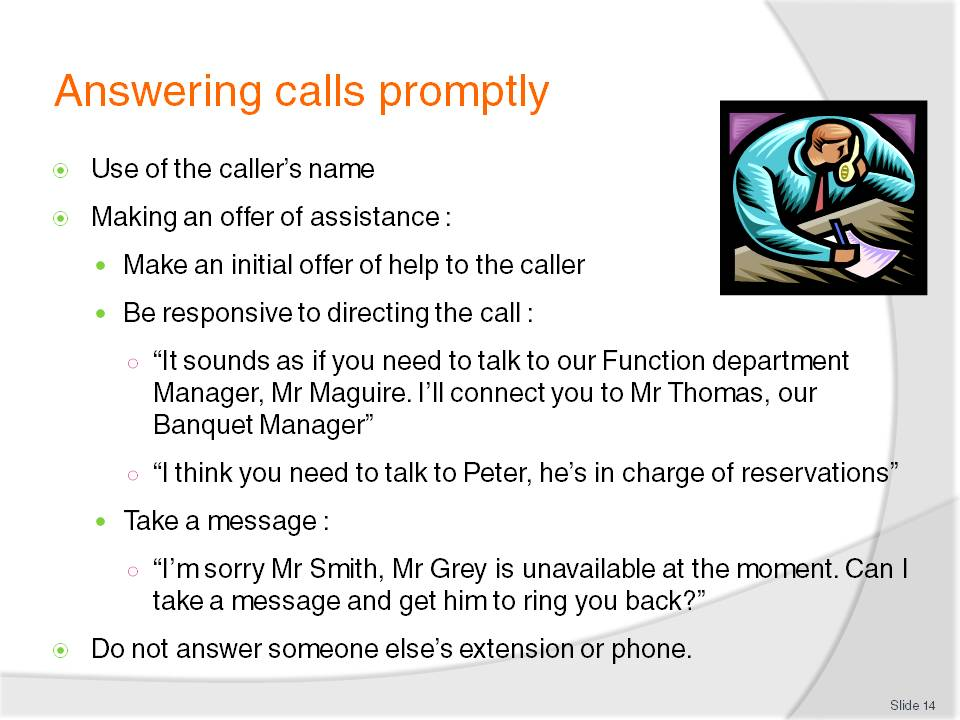 Answering calls promptly
Use of the caller’s name
Making an offer of assistance :
Make an initial offer of help to the caller
Be responsive to directing the call :
“It sounds as if you need to talk to our Function department
Manager, Mr Maguire. I’ll connect you to Mr Thomas, our
Banquet Manager”
“I think you need to talk to Peter, he’s in charge of reservations”
Take a message :
“I’m sorry Mr Smith, Mr Grey is unavailable at the moment. Can I
take a message and get him to ring you back?”
Do not answer someone else’s extension or phone.
Slide 14